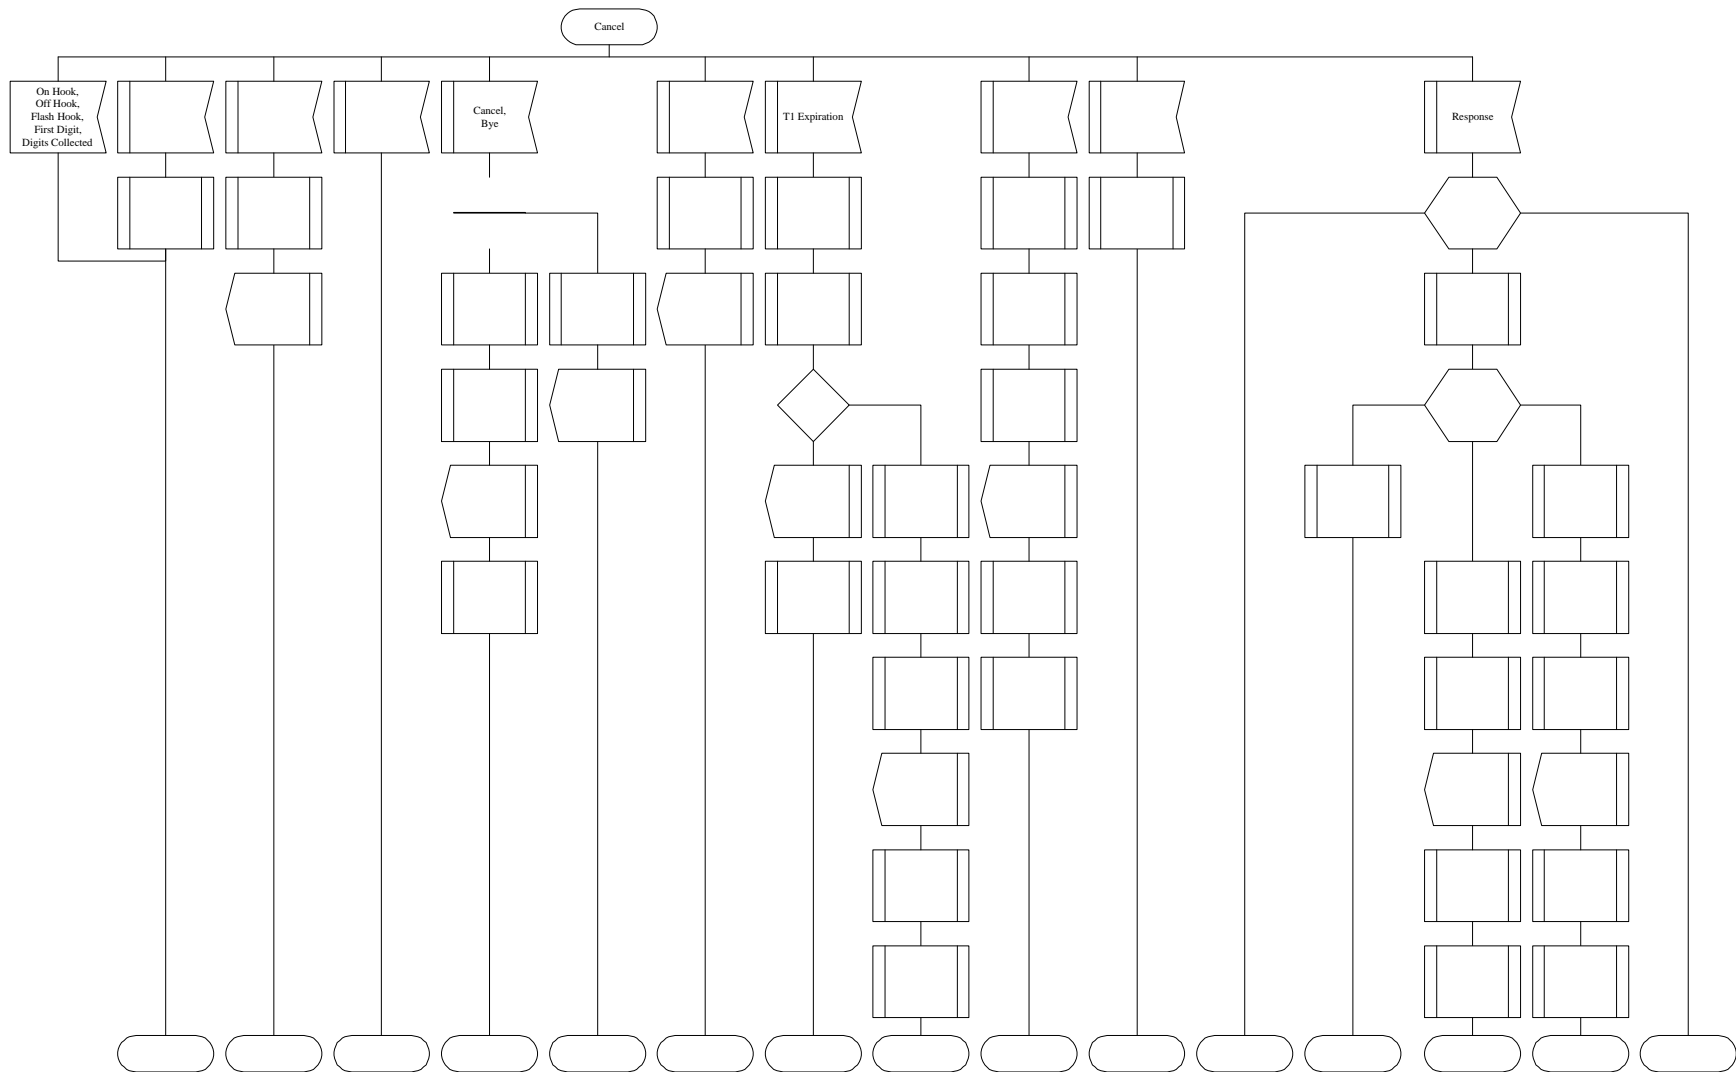 Cancel
On Hook,
Off Hook,
Flash Hook,
First Digit,
Digits Collected
Cancel,
Bye
T1 Expiration
Response